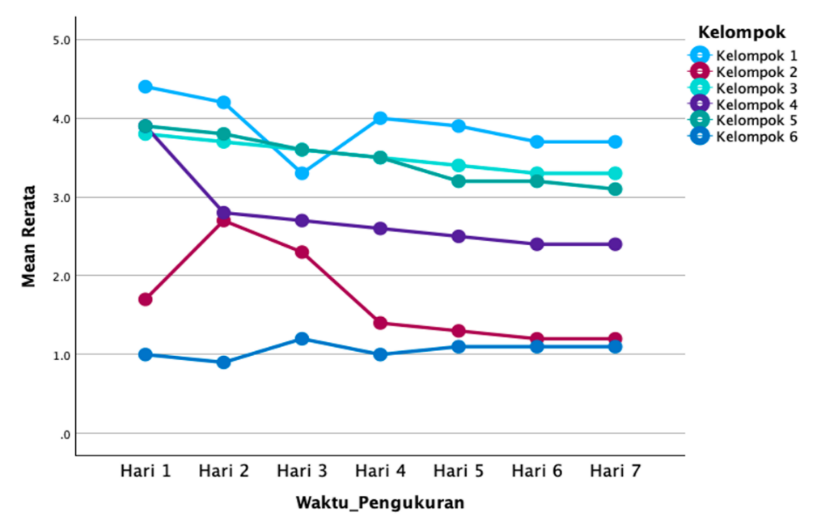 Kelompok
Kelompok 1
Kelompok 2
Kelompok 3
Kelompok 4
Kelompok 5
Kelompok 6
5.0
4.0
3.0
2.0
1.0
.0
Mean Rerata
Hari 1 Hari 2 Hari 3 Hari 4 Hari 5 Hari 6 Hari 7
Waktu_Pengukuran